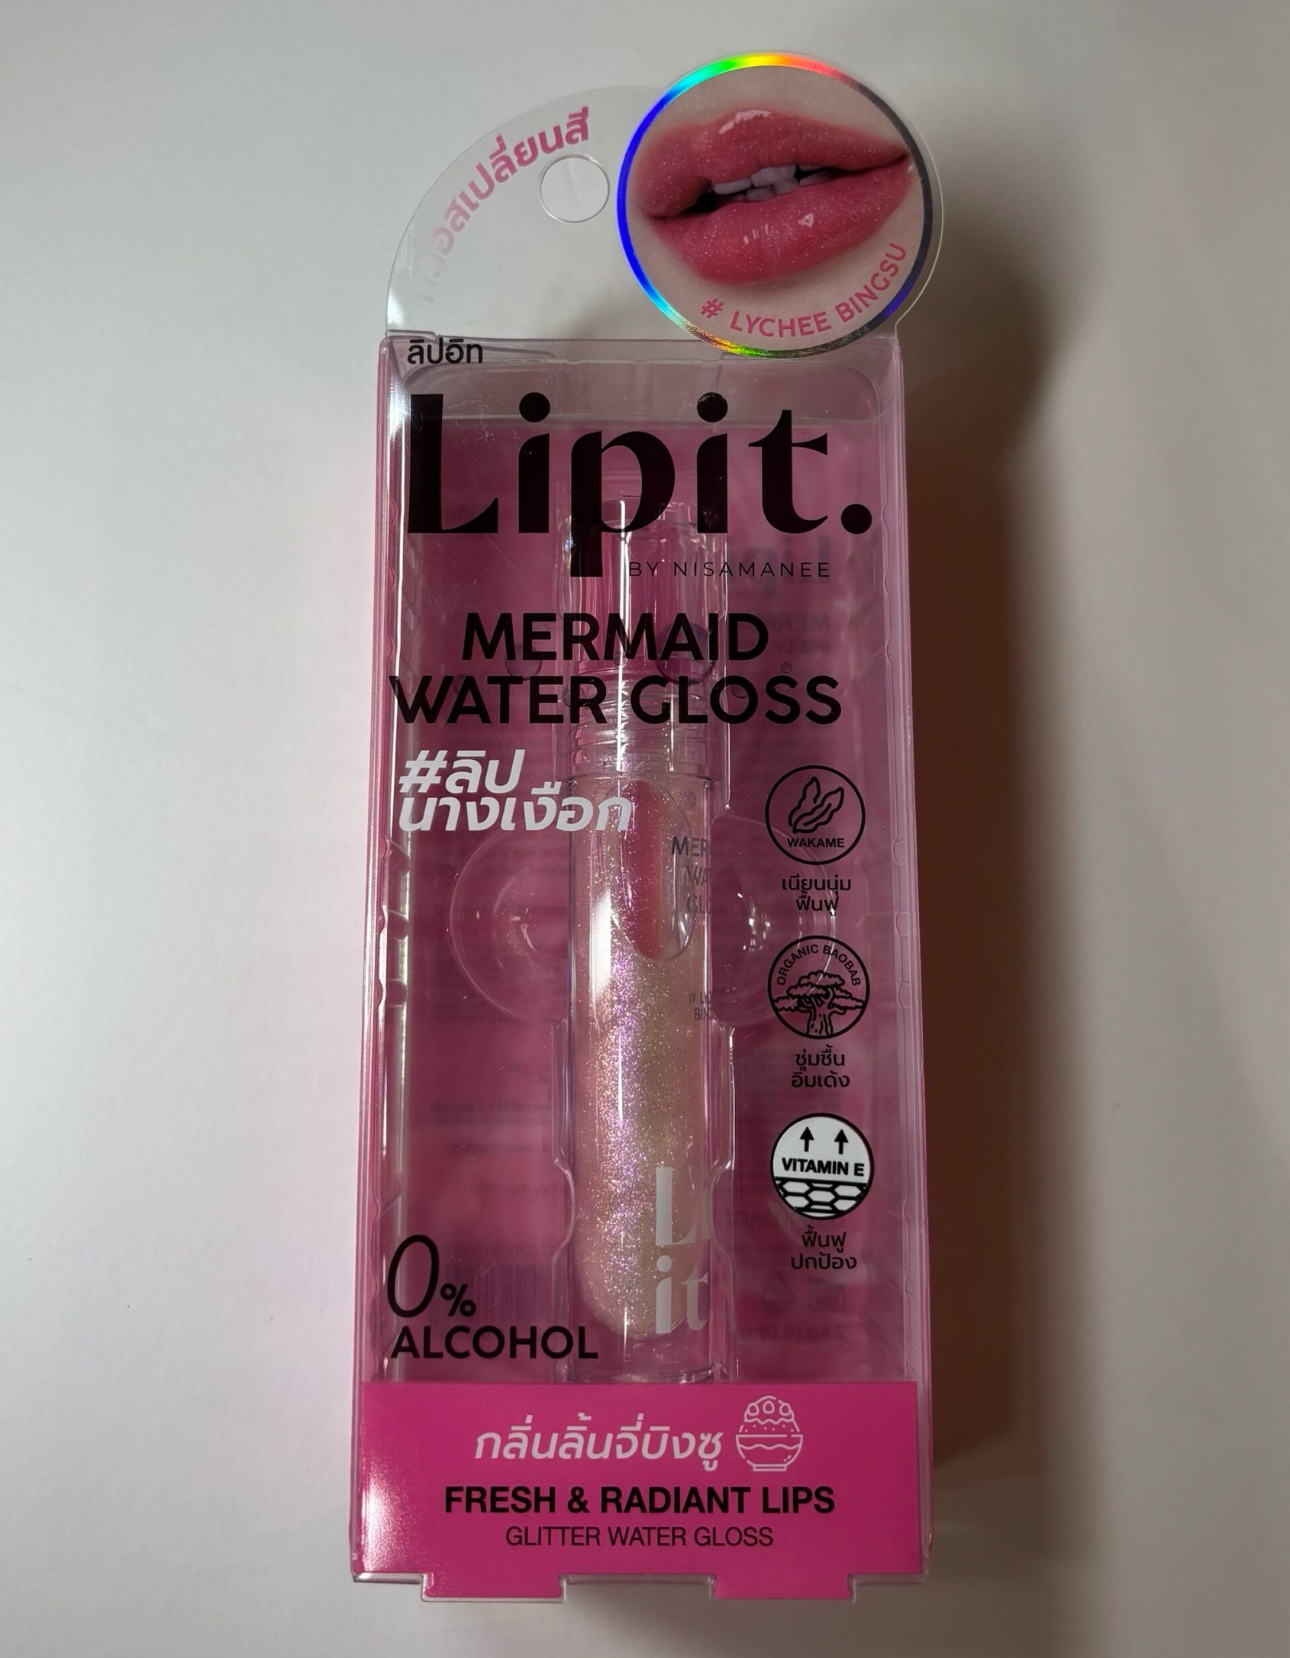 กลอสเปลี่ยนสี
# LYCHEE BINGSU
ลิปอิท
Lipit.
BY NISAMANEE
MERMAID
WATER GLOSS
#ลิป
นางเงือก
WAKAME
เนียนนุ่ม
ฟื้นฟู
ORGANIC BAOBAB
ชุ่มชื้น
อิ่มเด้ง
VITAMIN E
ฟื้นฟู
ปกป้อง
0%
ALCOHOL
กลิ่นลิ้นจี่บิงซู
FRESH & RADIANT LIPS
GLITTER WATER GLOSS